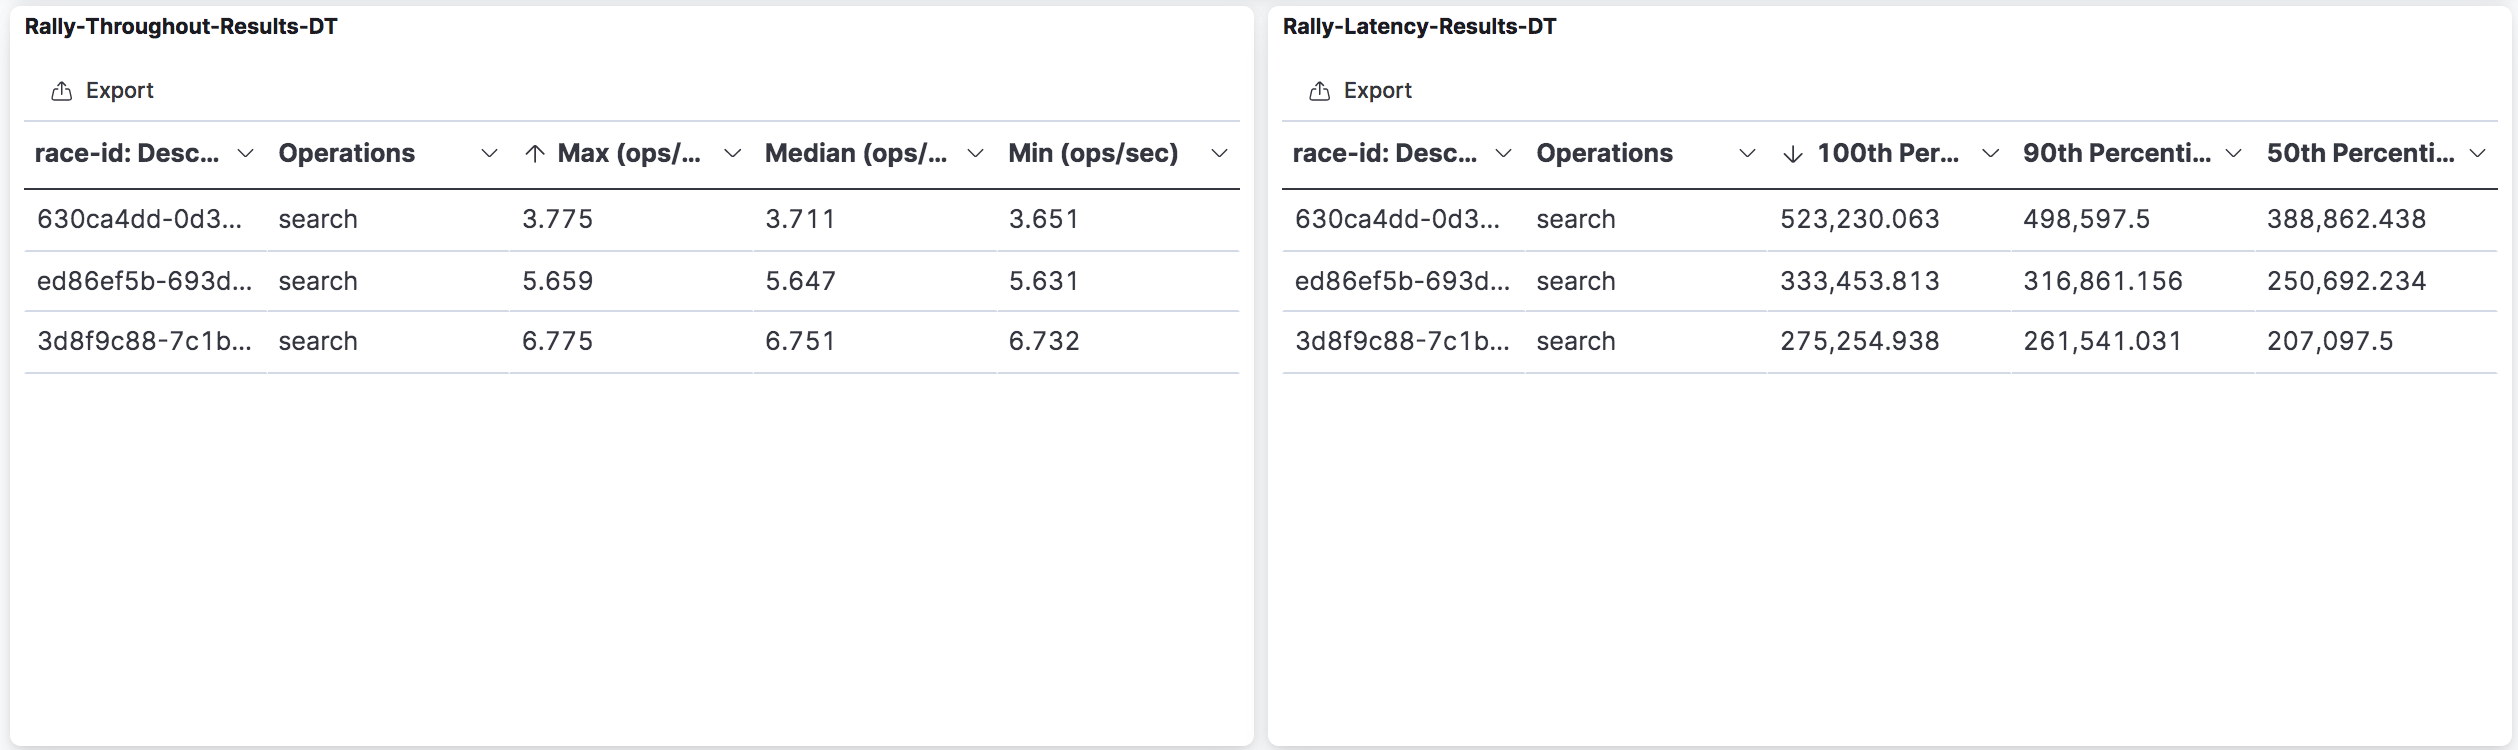 Rally-Throughout-Results-DT
Export
race-id: Desc... Operations Max (ops/... Median (ops/... Min (ops/sec)
630ca4dd-0d3... search 3.775 3.711 3.651
ed86ef5b-693d... search 5.659 5.647 5.631
3d8f9c88-7c1b... search 6.775 6.751 6.732
Rally-Latency-Results-DT
Export
race-id: Desc... Operations 100th Per... 90th Percenti... 50th Percenti...
630ca4dd-0d3... search 523,230.063 498,597.5 388,862.438
ed86ef5b-693d... search 333,453.813 316,861.156 250,692.234
3d8f9c88-7c1b... search 275,254.938 261,541.031 207,097.5